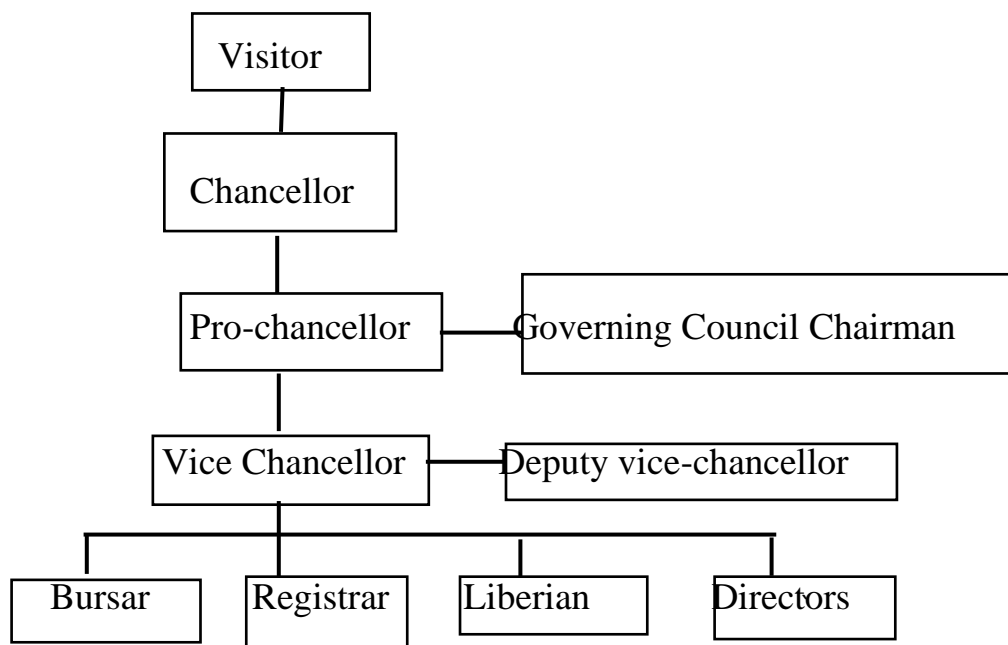 Visitor
Chancellor
Pro-chancellor
Governing Council Chairman
Vice Chancellor
Deputy vice-chancellor
Bursar
Registrar
Liberian
Directors